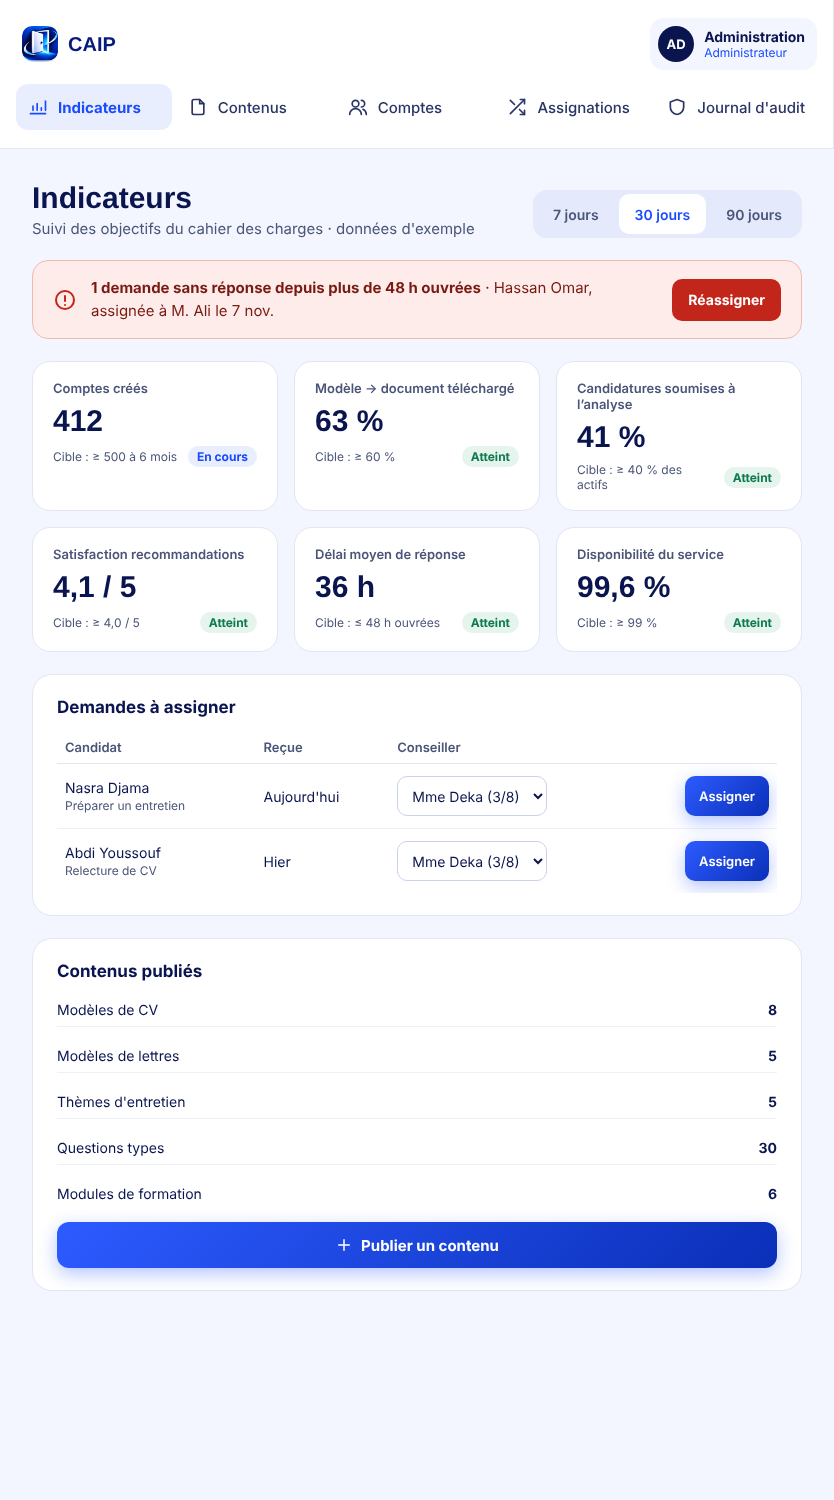 CAIP
AD
Administration
Administrateur
Indicateurs
Contenus
Comptes
Assignations
Journal d'audit
Indicateurs
Suivi des objectifs du cahier des charges · données d'exemple
7 jours
30 jours
90 jours
1 demande sans réponse depuis plus de 48 h ouvrées · Hassan Omar,
assignée à M. Ali le 7 nov.
Réassigner
Comptes créés
412
Cible : ≥ 500 à 6 mois
En cours
Modèle → document téléchargé
63 %
Cible : ≥ 60 %
Atteint
Candidatures soumises à
l’analyse
41 %
Cible : ≥ 40 % des
actifs
Atteint
Satisfaction recommandations
4,1 / 5
Cible : ≥ 4,0 / 5
Atteint
Délai moyen de réponse
36 h
Cible : ≤ 48 h ouvrées
Atteint
Disponibilité du service
99,6 %
Cible : ≥ 99 %
Atteint
Demandes à assigner
Candidat Reçue Conseiller
Nasra Djama
Préparer un entretien
Aujourd'hui
Mme Deka (3/8)
Assigner
Abdi Youssouf
Relecture de CV
Hier
Mme Deka (3/8)
Assigner
Contenus publiés
Modèles de CV 8
Modèles de lettres 5
Thèmes d'entretien 5
Questions types 30
Modules de formation 6
+ Publier un contenu